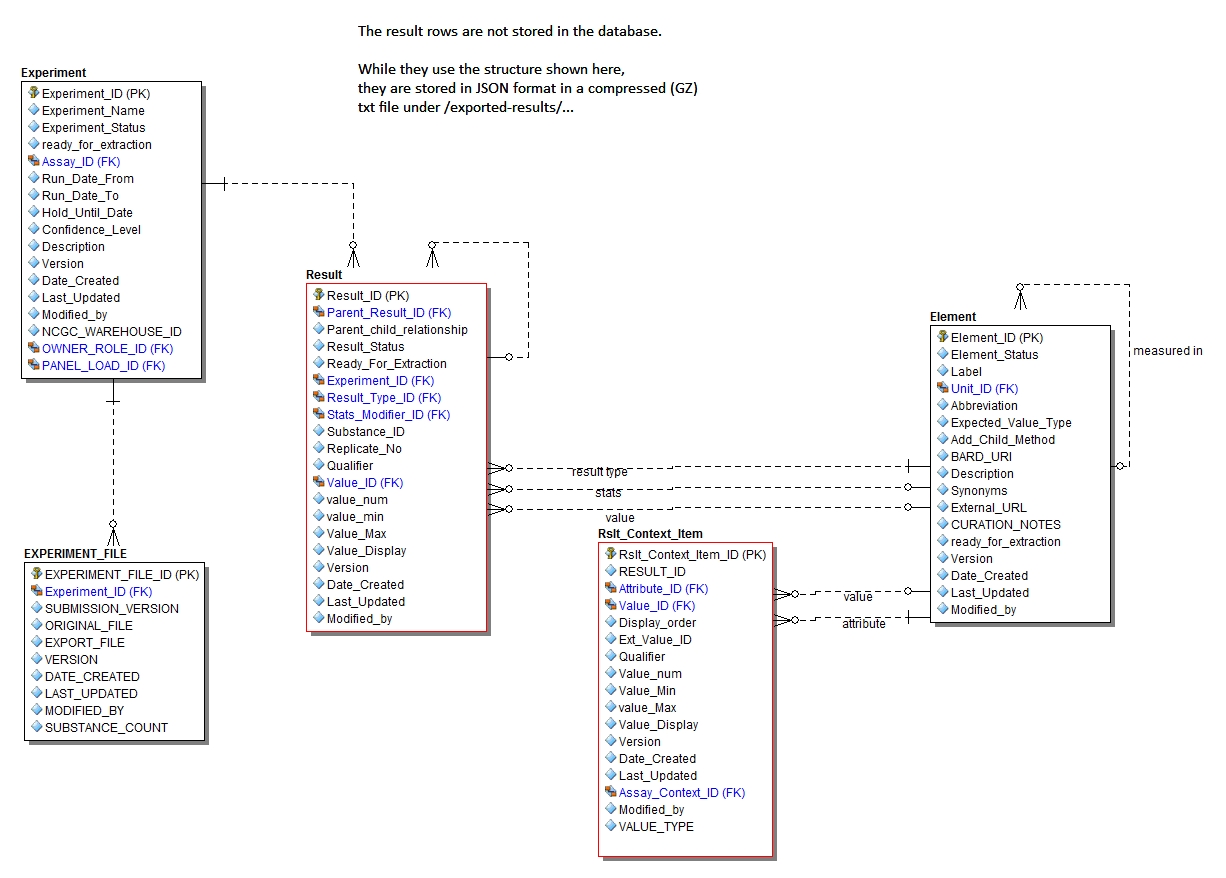 The result rows are not stored in the database.
While they use the structure shown here,
they are stored in JSON format in a compressed (GZ)
txt file under /exported-results/...
Experiment
Experiment_ID (PK)
Experiment_Name
Experiment_Status
ready_for_extraction
Assay_ID (FK)
Run_Date_From
Run_Date_To
Hold_Until_Date
Confidence_Level
Description
Version
Date_Created
Last_Updated
Modified_by
NCGC_WAREHOUSE_ID
OWNER_ROLE_ID (FK)
PANEL_LOAD_ID (FK)
EXPERIMENT_FILE
EXPERIMENT_FILE_ID (PK)
Experiment_ID (FK)
SUBMISSION_VERSION
ORIGINAL_FILE
EXPORT_FILE
VERSION
DATE_CREATED
LAST_UPDATED
MODIFIED_BY
SUBSTANCE_COUNT
Result
Result_ID (PK)
Parent_Result_ID (FK)
Parent_child_relationship
Result_Status
Ready_For_Extraction
Experiment_ID (FK)
Result_Type_ID (FK)
Stats_Modifier_ID (FK)
Substance_ID
Replicate_No
Qualifier
Value_ID (FK)
value_num
value_min
Value_Max
Value_Display
Version
Date_Created
Last_Updated
Modified_by
result type
stats
value
Rslt_Context_Item
Rslt_Context_Item_ID (PK)
RESULT_ID
Attribute_ID (FK)
Value_ID (FK)
Display_order
Ext_Value_ID
Qualifier
Value_num
Value_Min
value_Max
Value_Display
Version
Date_Created
Last_Updated
Assay_Context_ID (FK)
Modified_by
VALUE_TYPE
value
attribute
Element
Element_ID (PK)
Element_Status
Label
Unit_ID (FK)
Abbreviation
Expected_Value_Type
Add_Child_Method
BARD_URI
Description
Synonyms
External_URL
CURATION_NOTES
ready_for_extraction
Version
Date_Created
Last_Updated
Modified_by
measured in